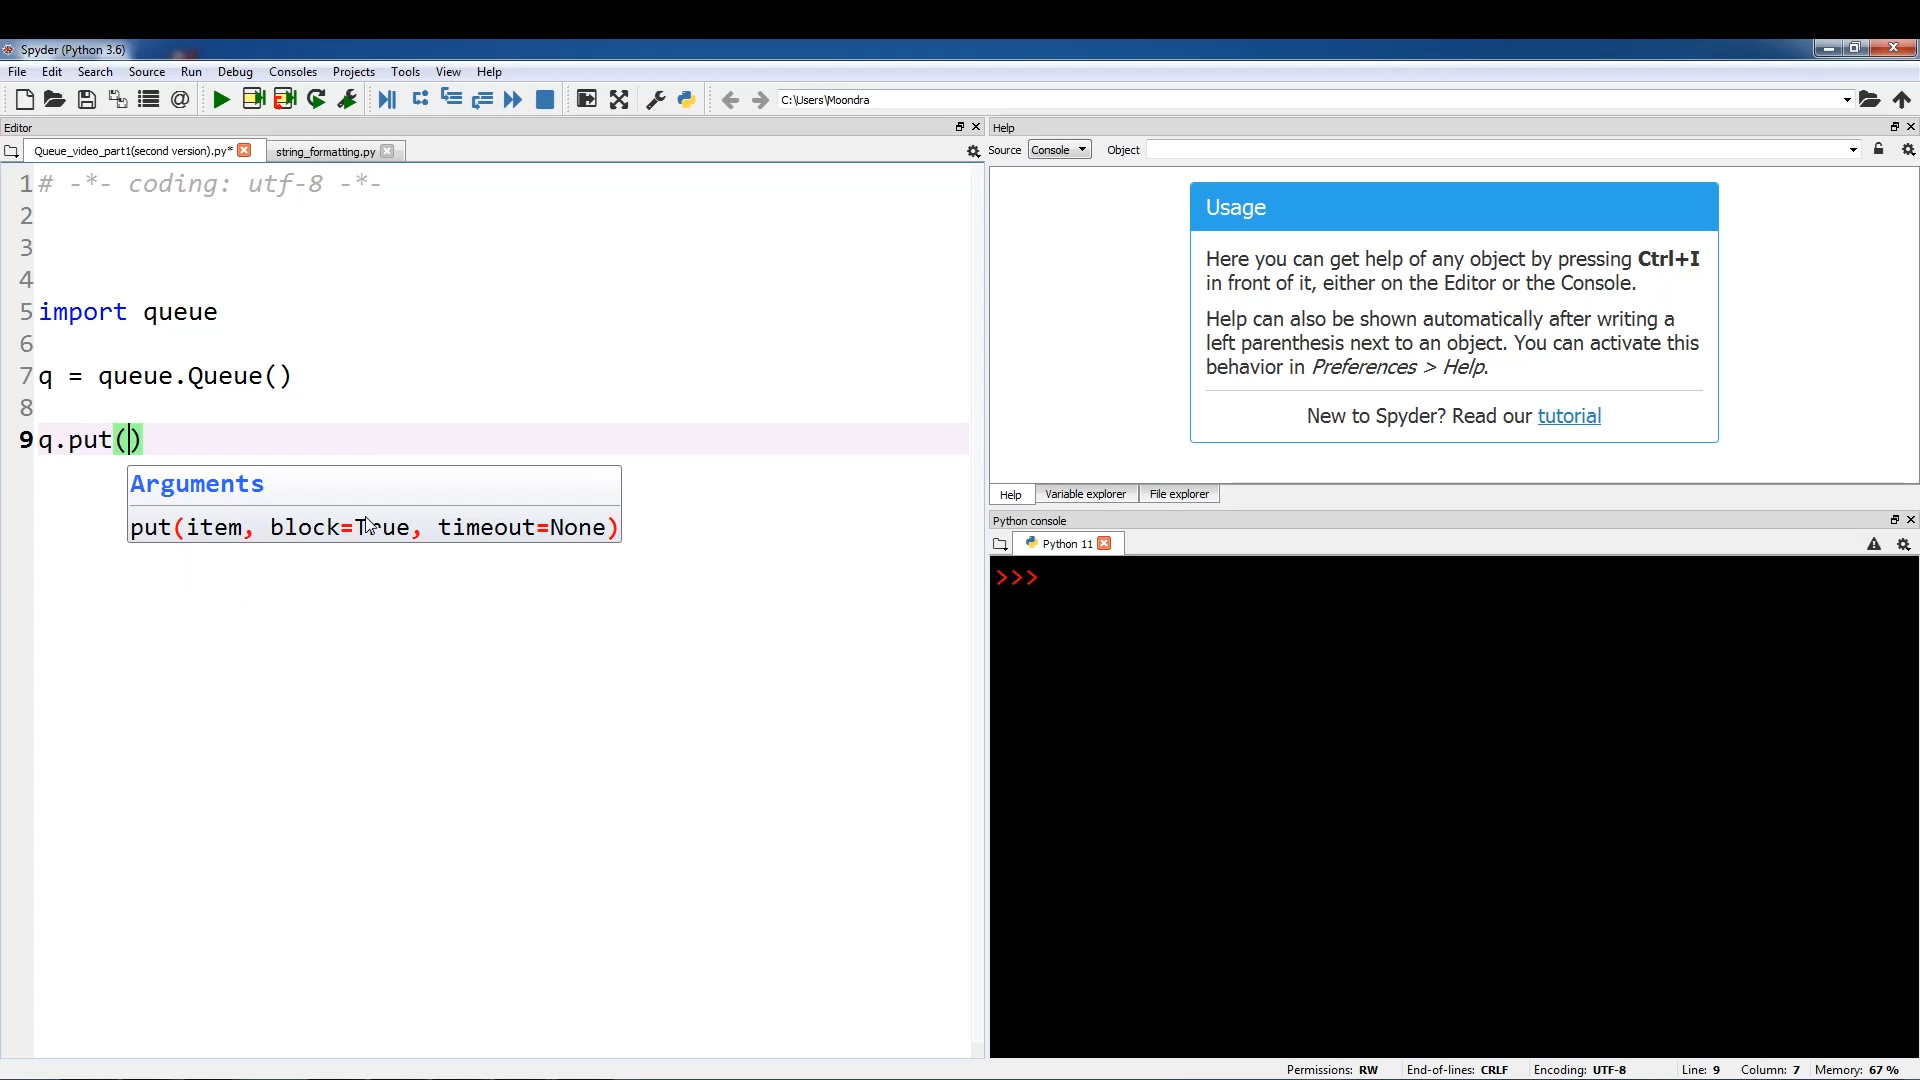 Spyder (Python 3.6)
File Edit Search Source Run Debug Consoles Projects Tools View Help
C:\Users\Moondra
Editor
Queue_video_part1(second version).py* string_formatting.py
1 # -*- coding: utf-8 -*-
2
3
4
5 import queue
6
7 q = queue.Queue()
8
9 q.put()
Arguments
put(item, block=True, timeout=None)
Help
Source Console Object
Usage
Here you can get help of any object by pressing Ctrl+I
in front of it, either on the Editor or the Console.
Help can also be shown automatically after writing a
left parenthesis next to an object. You can activate this
behavior in Preferences > Help.
New to Spyder? Read our tutorial
Help Variable explorer File explorer
Python console
Python 11
>>>
Permissions: RW End-of-lines: CRLF Encoding: UTF-8 Line: 9 Column: 7 Memory: 67 %